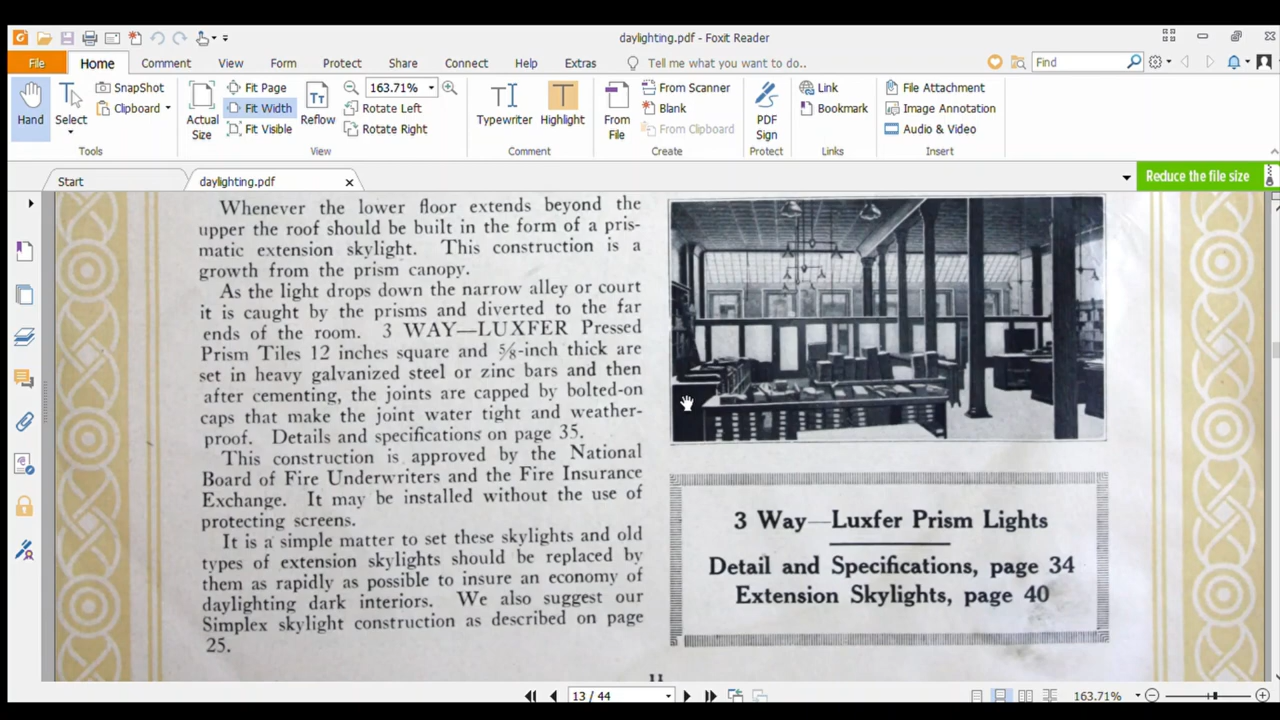 daylighting.pdf - Foxit Reader
File Home Comment View Form Protect Share Connect Help Extras Tell me what you want to do.. Find
Hand
Select
SnapShot
Clipboard
Tools
Actual Size
Fit Page
Fit Width
Fit Visible
Reflow
163.71%
Rotate Left
Rotate Right
View
Typewriter
Highlight
Comment
From File
From Scanner
Blank
From Clipboard
Create
PDF Sign
Protect
Link
Bookmark
Links
File Attachment
Image Annotation
Audio & Video
Insert
Start daylighting.pdf Reduce the file size
Whenever the lower floor extends beyond the
upper the roof should be built in the form of a pris-
matic extension skylight. This construction is a
growth from the prism canopy.
As the light drops down the narrow alley or court
it is caught by the prisms and diverted to the far
ends of the room. 3 WAY—LUXFER Pressed
Prism Tiles 12 inches square and ⅝-inch thick are
set in heavy galvanized steel or zinc bars and then
after cementing, the joints are capped by bolted-on
caps that make the joint water tight and weather-
proof. Details and specifications on page 35.
This construction is approved by the National
Board of Fire Underwriters and the Fire Insurance
Exchange. It may be installed without the use of
protecting screens.
It is a simple matter to set these skylights and old
types of extension skylights should be replaced by
them as rapidly as possible to insure an economy of
daylighting dark interiors. We also suggest our
Simplex skylight construction as described on page
25.
3 Way—Luxfer Prism Lights
Detail and Specifications, page 34
Extension Skylights, page 40
11
13 / 44
163.71%